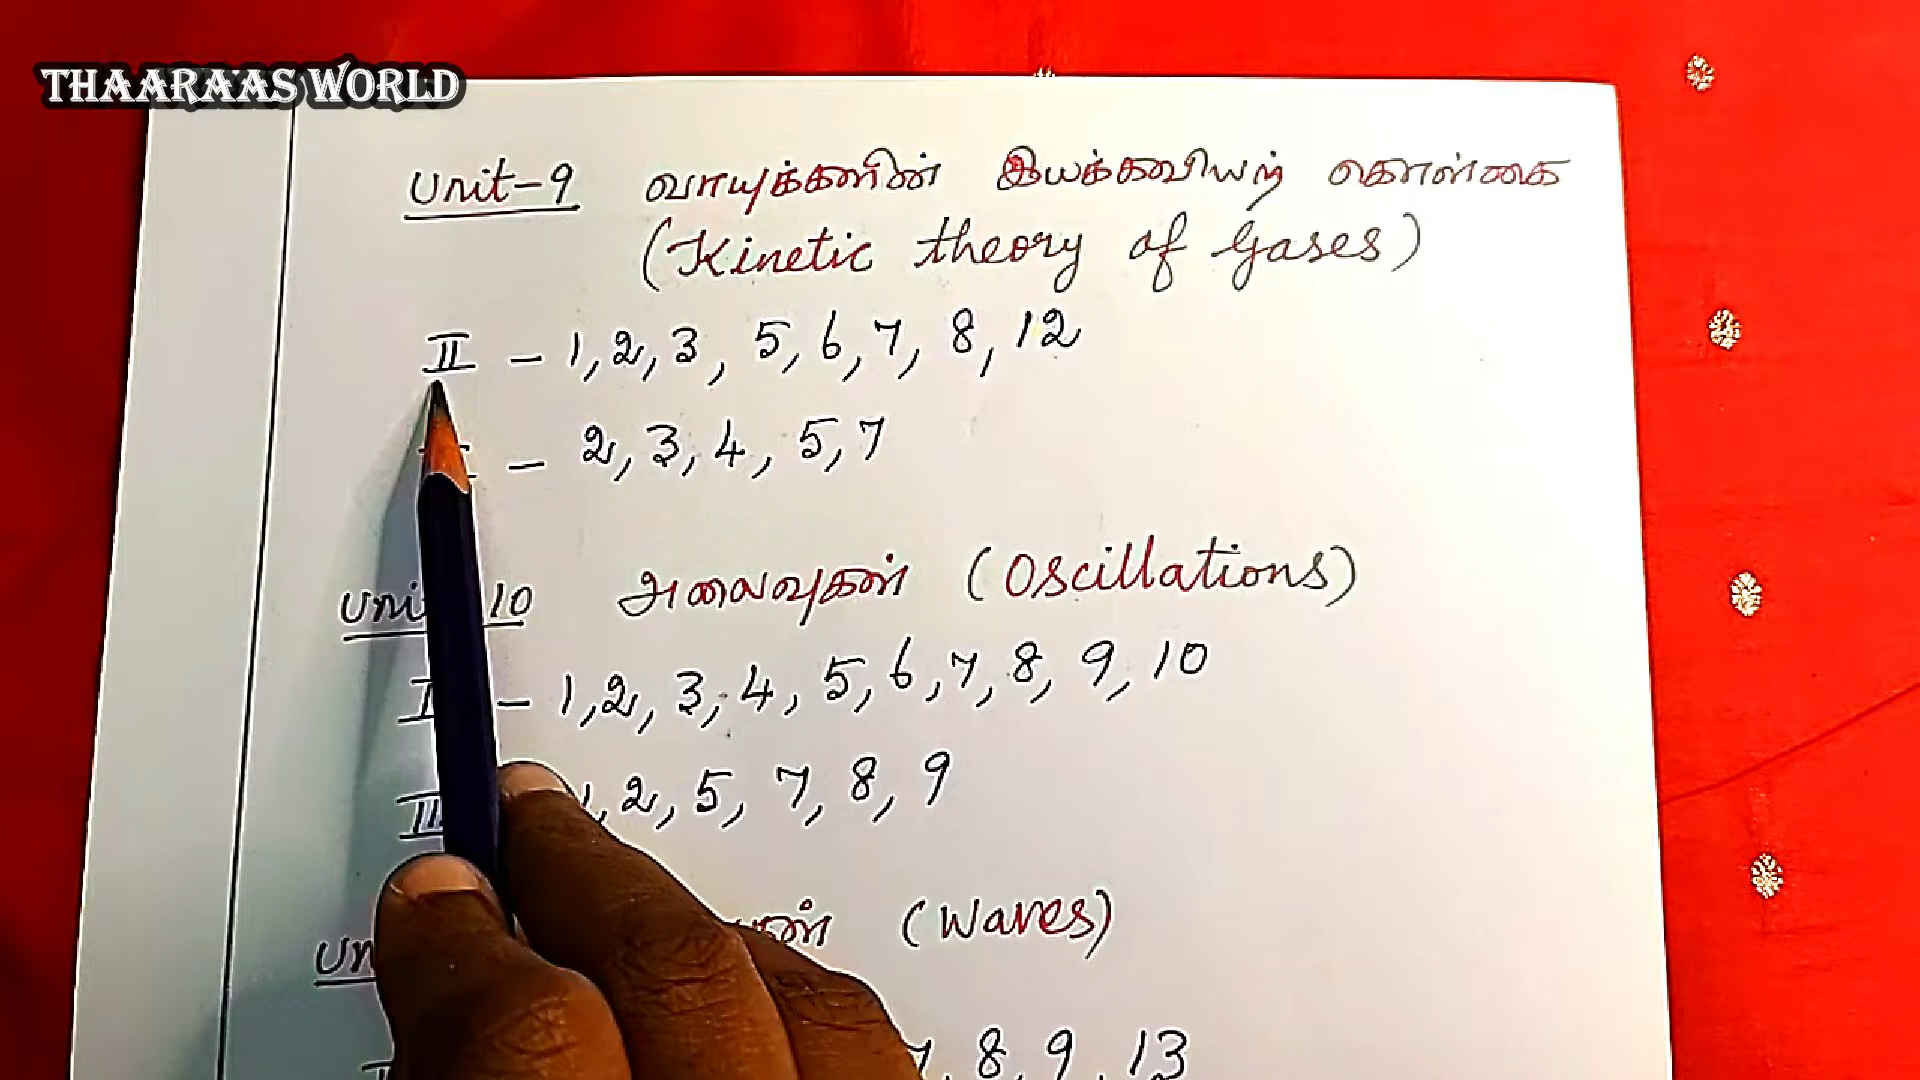 THAARAAS WORLD
Unit-9 வாயுக்களின் இயக்கவியற் கொள்கை
(Kinetic theory of Gases)
II - 1, 2, 3, 5, 6, 7, 8, 12
- 2, 3, 4, 5, 7
10 அலைவுகள் (Oscillations)
- 1, 2, 3, 4, 5, 6, 7, 8, 9, 10
2, 5, 7, 8, 9
(Waves)
8, 9, 13